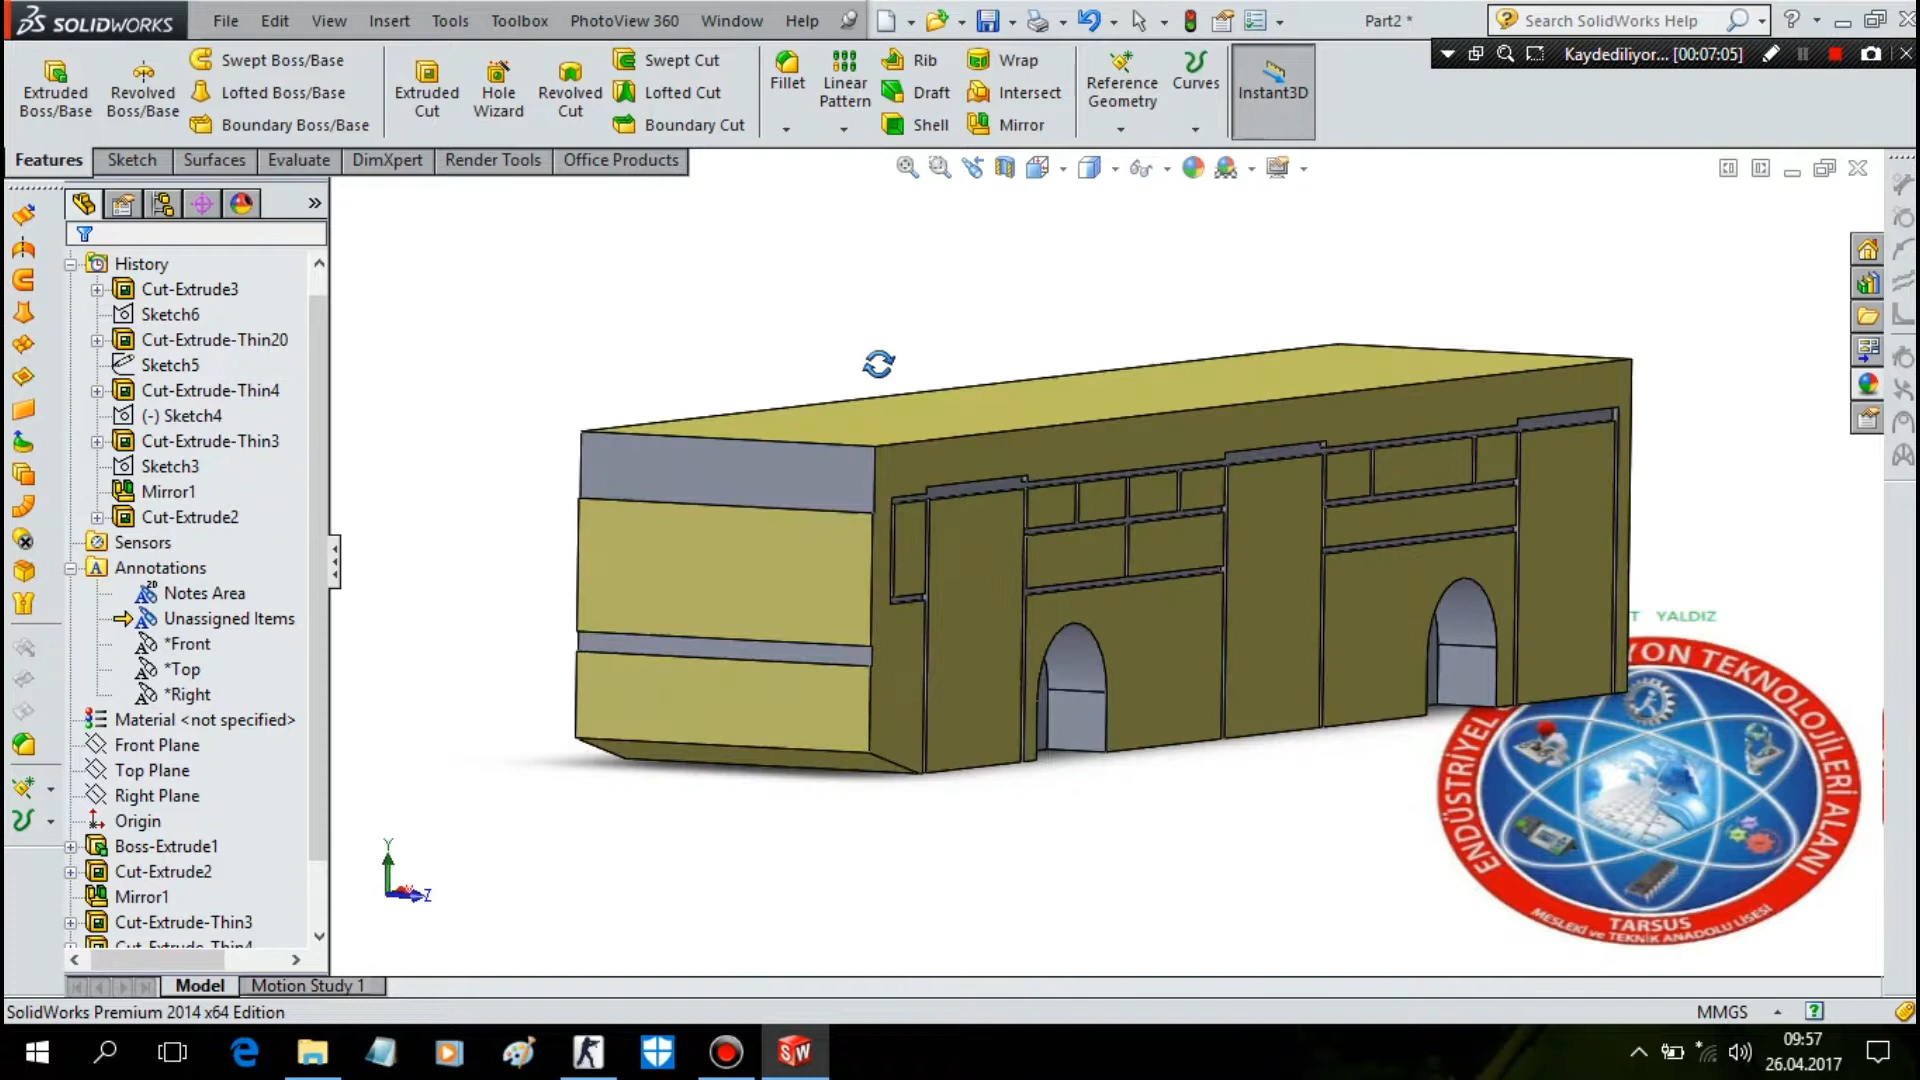 SOLIDWORKS
File Edit View Insert Tools Toolbox PhotoView 360 Window Help
Part2 *
Search SolidWorks Help
Kaydediliyor... [00:07:05]
Extruded Boss/Base
Revolved Boss/Base
Swept Boss/Base
Lofted Boss/Base
Boundary Boss/Base
Extruded Cut
Hole Wizard
Revolved Cut
Swept Cut
Lofted Cut
Boundary Cut
Fillet
Linear Pattern
Rib
Draft
Shell
Wrap
Intersect
Mirror
Reference Geometry
Curves
Instant3D
Features Sketch Surfaces Evaluate DimXpert Render Tools Office Products
History
Cut-Extrude3
Sketch6
Cut-Extrude-Thin20
Sketch5
Cut-Extrude-Thin4
(-) Sketch4
Cut-Extrude-Thin3
Sketch3
Mirror1
Cut-Extrude2
Sensors
Annotations
Notes Area
Unassigned Items
*Front
*Top
*Right
Material <not specified>
Front Plane
Top Plane
Right Plane
Origin
Boss-Extrude1
Cut-Extrude2
Mirror1
Cut-Extrude-Thin3
Cut-Extrude-Thin4
Y
Z
T YALDIZ
ENDÜSTRİYEL
YON TEKNOLOJİLERİ ALANI
TARSUS
MESLEKİ ve TEKNİK ANADOLU LİSESİ
Model Motion Study 1
SolidWorks Premium 2014 x64 Edition
MMGS
09:57
26.04.2017